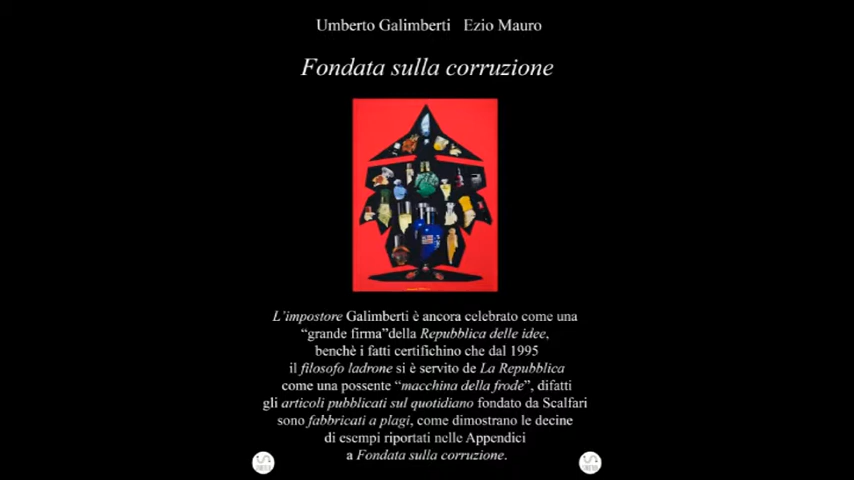 Umberto Galimberti Ezio Mauro
Fondata sulla corruzione
L'impostore Galimberti è ancora celebrato come una
“grande firma”della Repubblica delle idee,
benchè i fatti certifichino che dal 1995
il filosofo ladrone si è servito de La Repubblica
come una possente “macchina della frode”, difatti
gli articoli pubblicati sul quotidiano fondato da Scalfari
sono fabbricati a plagi, come dimostrano le decine
di esempi riportati nelle Appendici
a Fondata sulla corruzione.